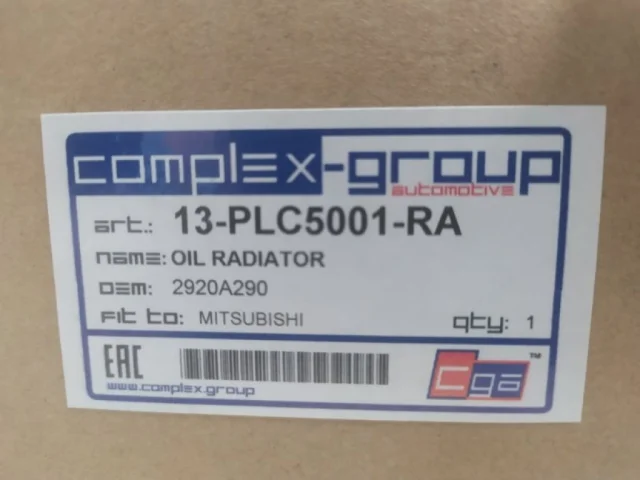 complex-group
automotive
art.: 13-PLC5001-RA
name: OIL RADIATOR
OEM: 2920A290
Fit to: MITSUBISHI qty: 1
EAC
www.complex.group
cga ™